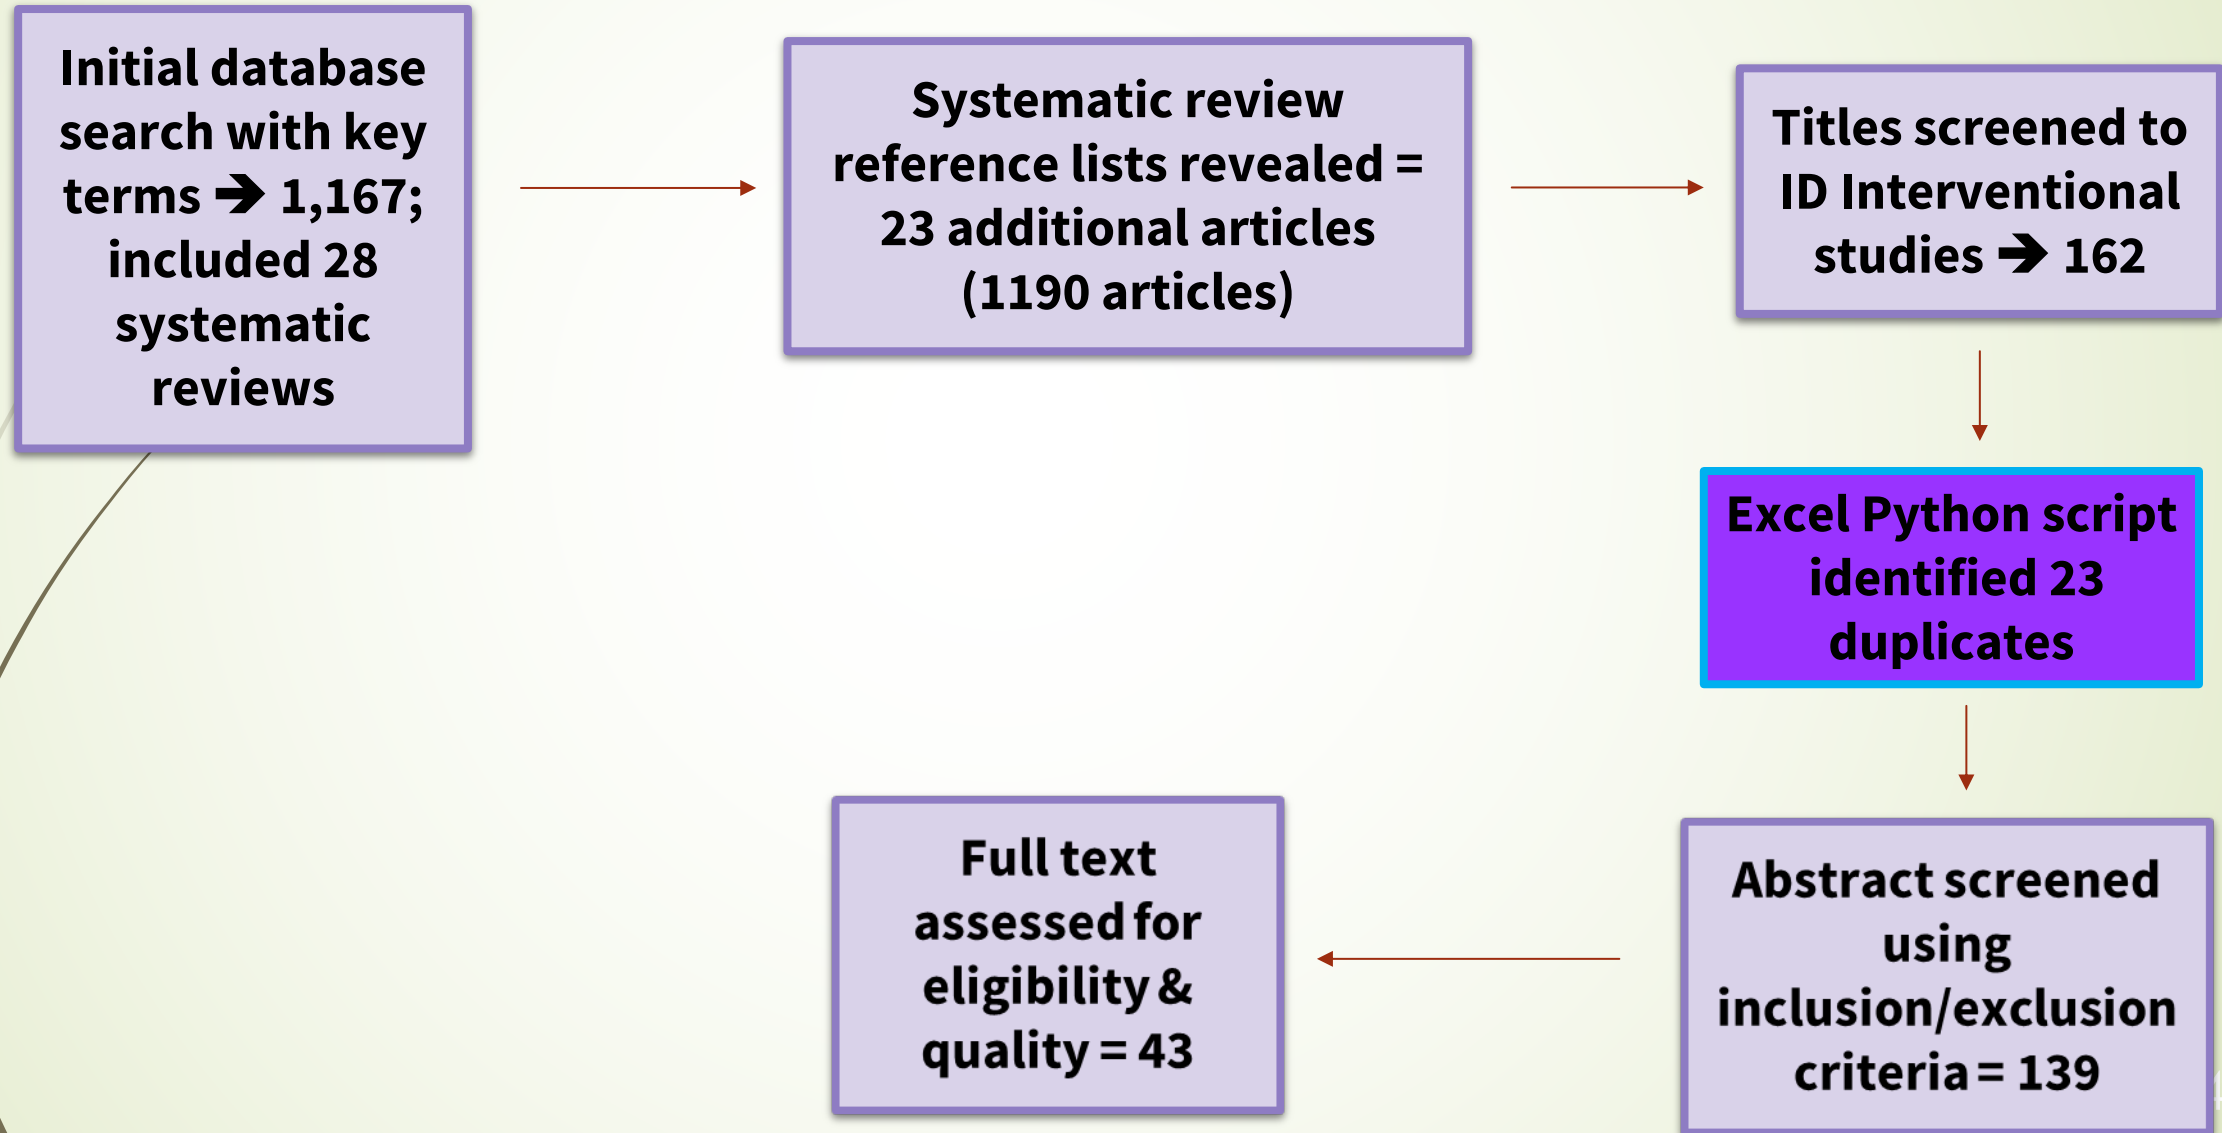 Initial database
search with key
terms ➔ 1,167;
included 28
systematic
reviews
Systematic review
reference lists revealed =
23 additional articles
(1190 articles)
Titles screened to
ID Interventional
studies ➔ 162
Excel Python script
identified 23
duplicates
Abstract screened
using
inclusion/exclusion
criteria = 139
Full text
assessed for
eligibility &
quality = 43